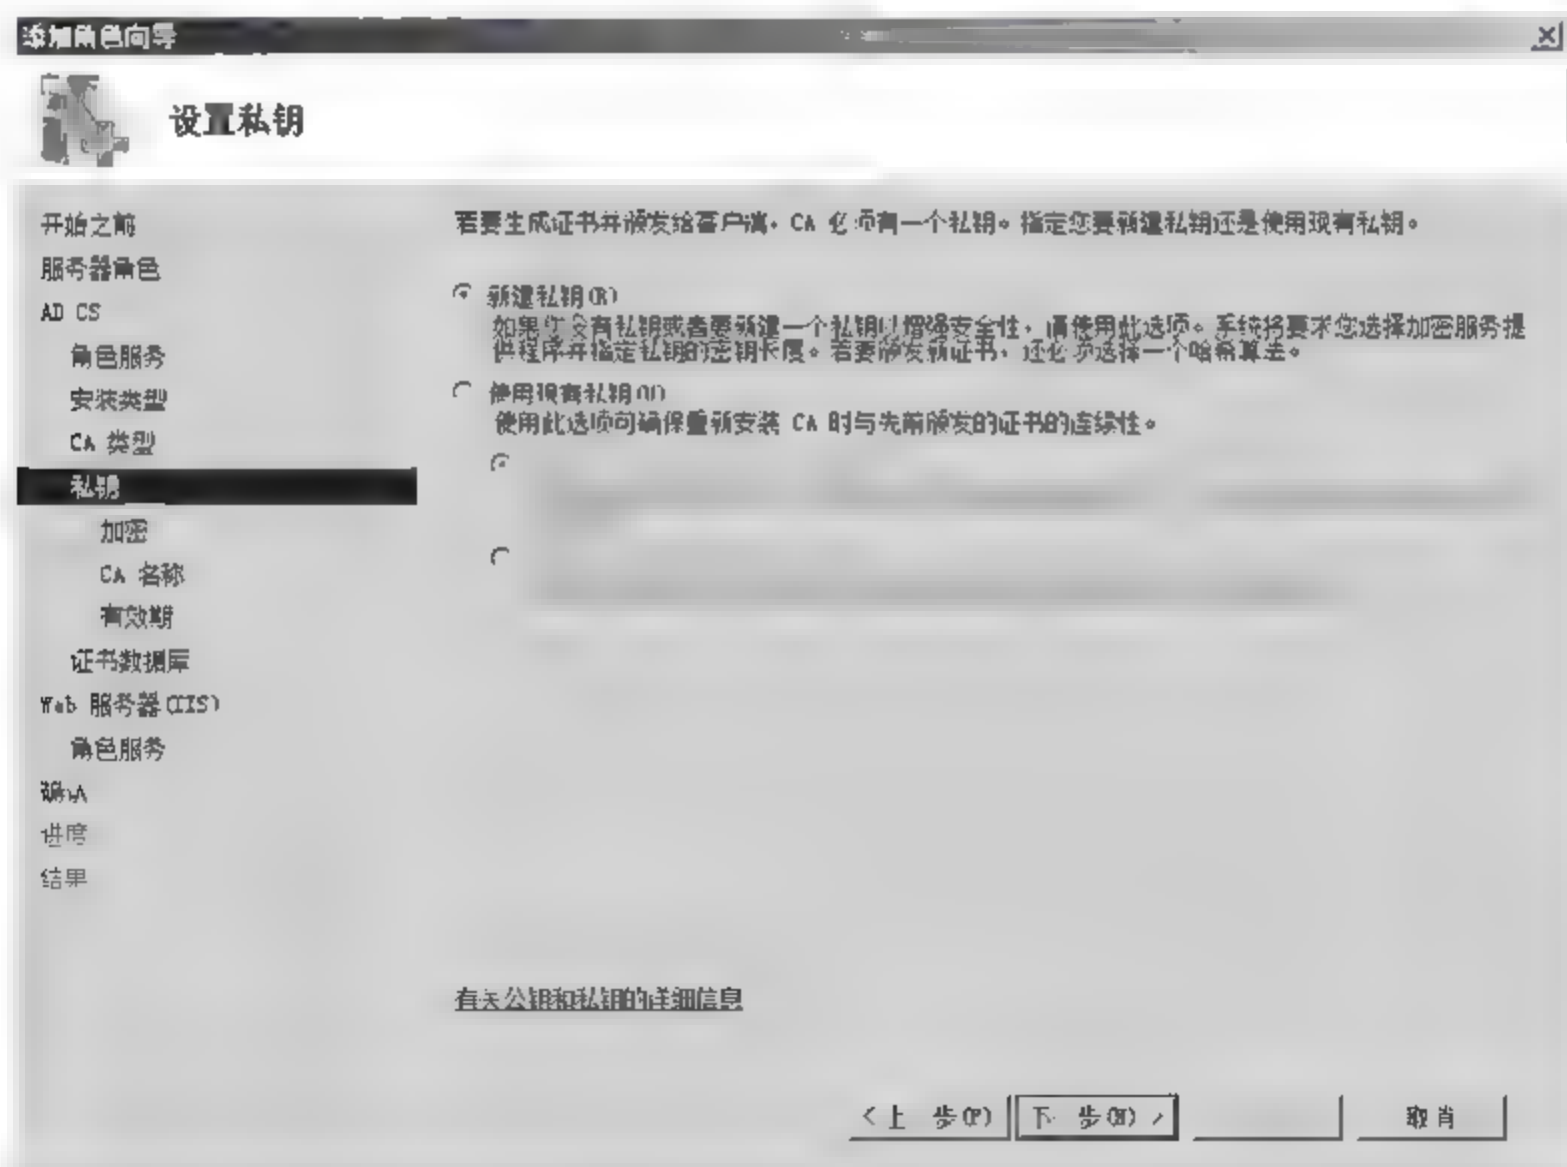 添加角色向导
设置私钥
开始之前
服务器角色
AD CS
角色服务
安装类型
CA 类型
私钥
加密
CA 名称
有效期
证书数据库
Web 服务器(IIS)
角色服务
确认
进度
结果
若要生成证书并颁发给客户端，CA 必须有一个私钥。指定您要新建私钥还是使用现有私钥。
新建私钥(R)
如果您没有私钥或者要新建一个私钥以增强安全性，请使用此选项。系统将要求您选择加密服务提
供程序并指定私钥的密钥长度。若要颁发新证书，还必须选择一个哈希算法。
使用现有私钥(U)
使用此选项可确保重新安装 CA 时与先前颁发的证书的连续性。
有关公钥和私钥的详细信息
< 上 步(P)
下 步(N) >
取消